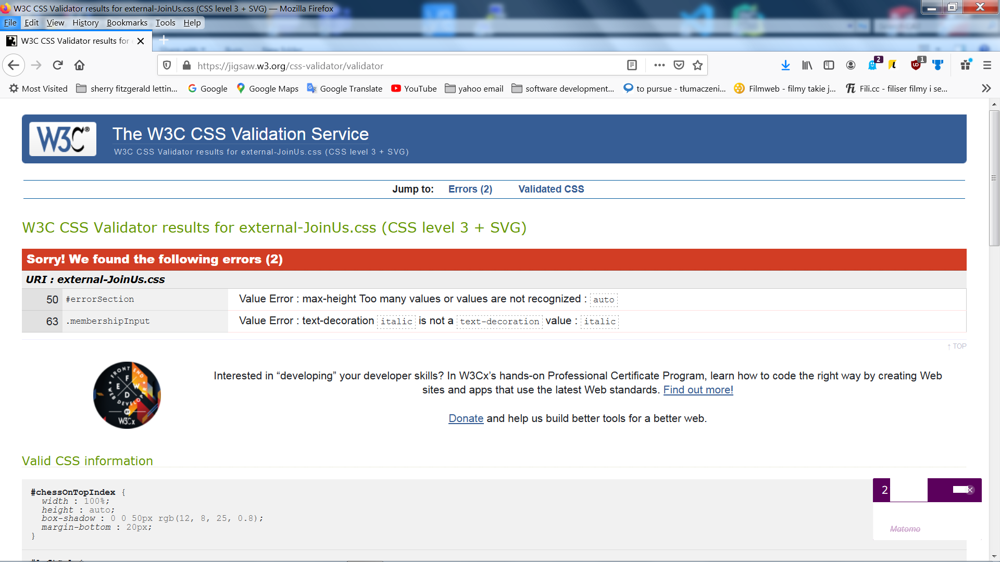 W3C CSS Validator results for external-JoinUs.css (CSS level 3 + SVG) — Mozilla Firefox
File Edit View History Bookmarks Tools Help
W3C CSS Validator results for
https://jigsaw.w3.org/css-validator/validator
2
1
Most Visited sherry fitzgerald lettin... Google Google Maps Google Translate YouTube yahoo email software development... to pursue - tłumaczeni... Filmweb - filmy takie j... Fili.cc - filiser filmy i se...
W3C®
The W3C CSS Validation Service
W3C CSS Validator results for external-JoinUs.css (CSS level 3 + SVG)
Jump to: Errors (2) Validated CSS
W3C CSS Validator results for external-JoinUs.css (CSS level 3 + SVG)
Sorry! We found the following errors (2)
URI : external-JoinUs.css
50 #errorSection Value Error : max-height Too many values or values are not recognized : auto
63 .membershipInput Value Error : text-decoration italic is not a text-decoration value : italic
↑ TOP
FRONT END
F
E W
D
WEB DEVELOPER
BY
W3Cx
Interested in “developing” your developer skills? In W3Cx’s hands-on Professional Certificate Program, learn how to code the right way by creating Web
sites and apps that use the latest Web standards. Find out more!
Donate and help us build better tools for a better web.
Valid CSS information
#chessOnTopIndex {
width : 100%;
height : auto;
box-shadow : 0 0 50px rgb(12, 8, 25, 0.8);
margin-bottom : 20px;
}
2
Matomo